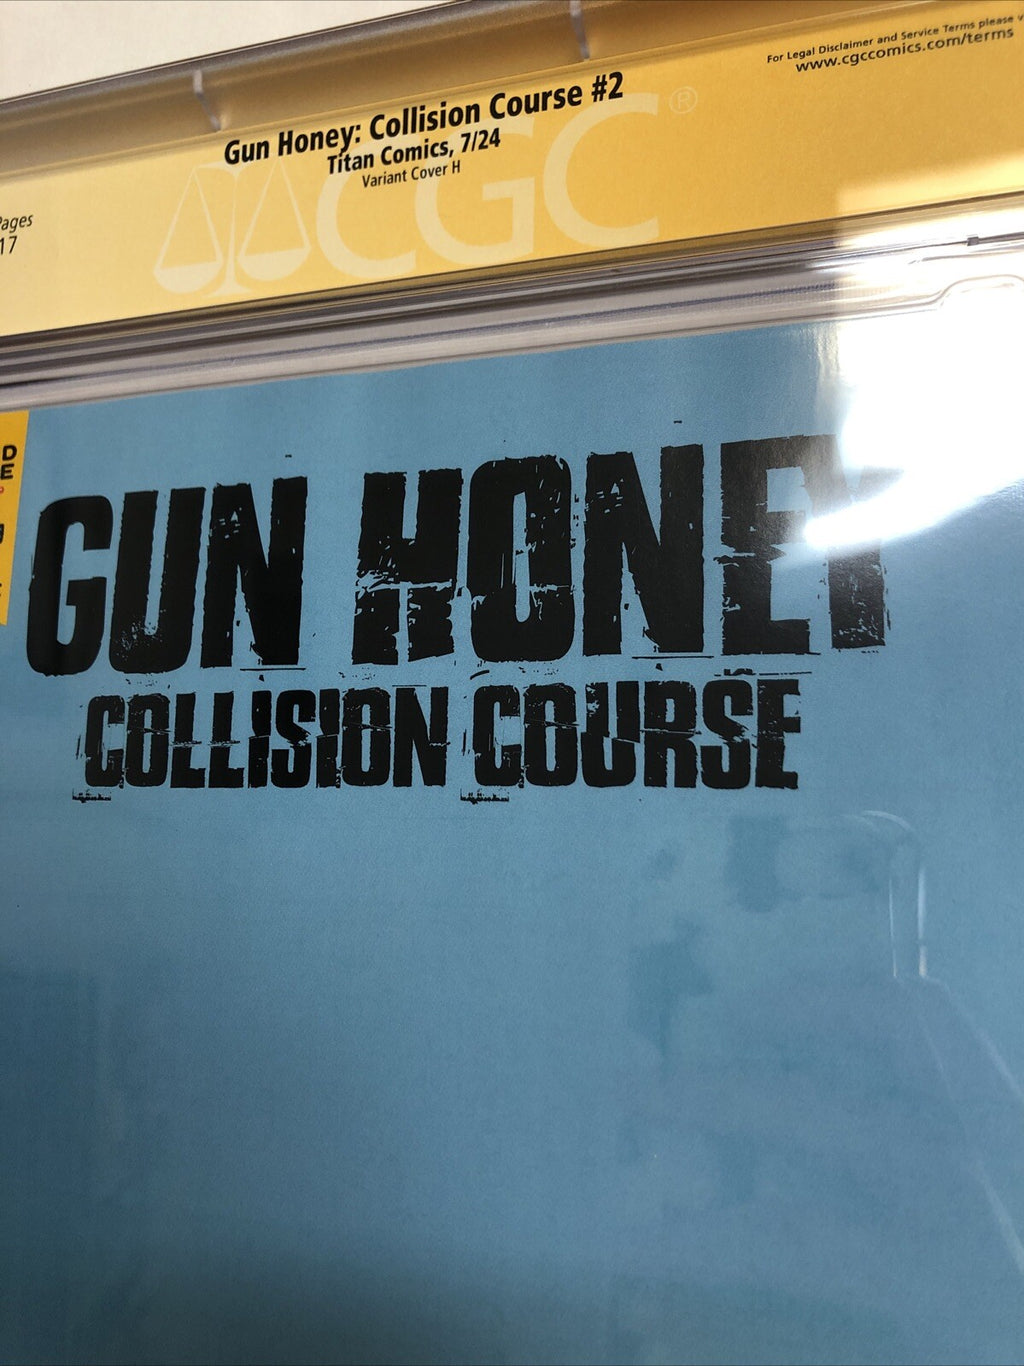 For Legal Disclaimer and Service Terms please
www.cgccomics.com/terms
Gun Honey: Collision Course #2
Titan Comics, 7/24
Variant Cover H
CGC®
Pages
17
D
E
GUN HONEY
COLLISION COURSE